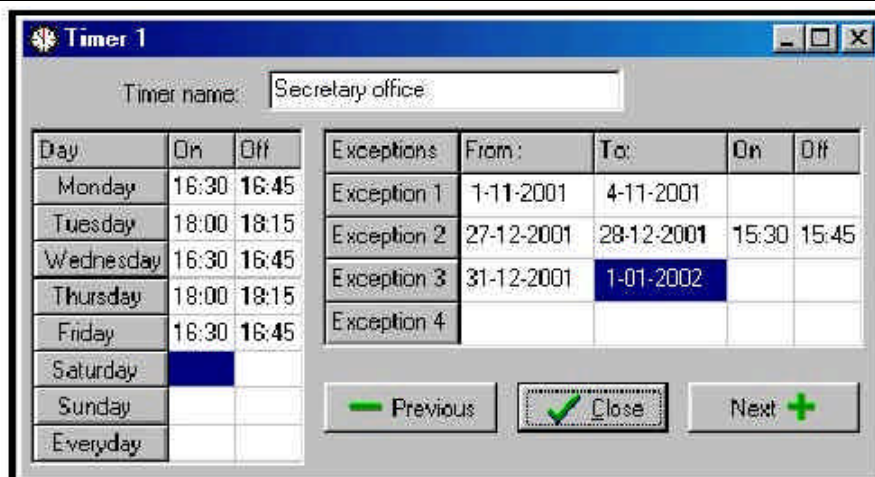 Timer 1
Timer name: Secretary office
Day On Off
Monday 16:30 16:45
Tuesday 18:00 18:15
Wednesday 16:30 16:45
Thursday 18:00 18:15
Friday 16:30 16:45
Saturday
Sunday
Everyday
Exceptions From: To: On Off
Exception 1 1-11-2001 4-11-2001
Exception 2 27-12-2001 28-12-2001 15:30 15:45
Exception 3 31-12-2001 1-01-2002
Exception 4
Previous Close Next